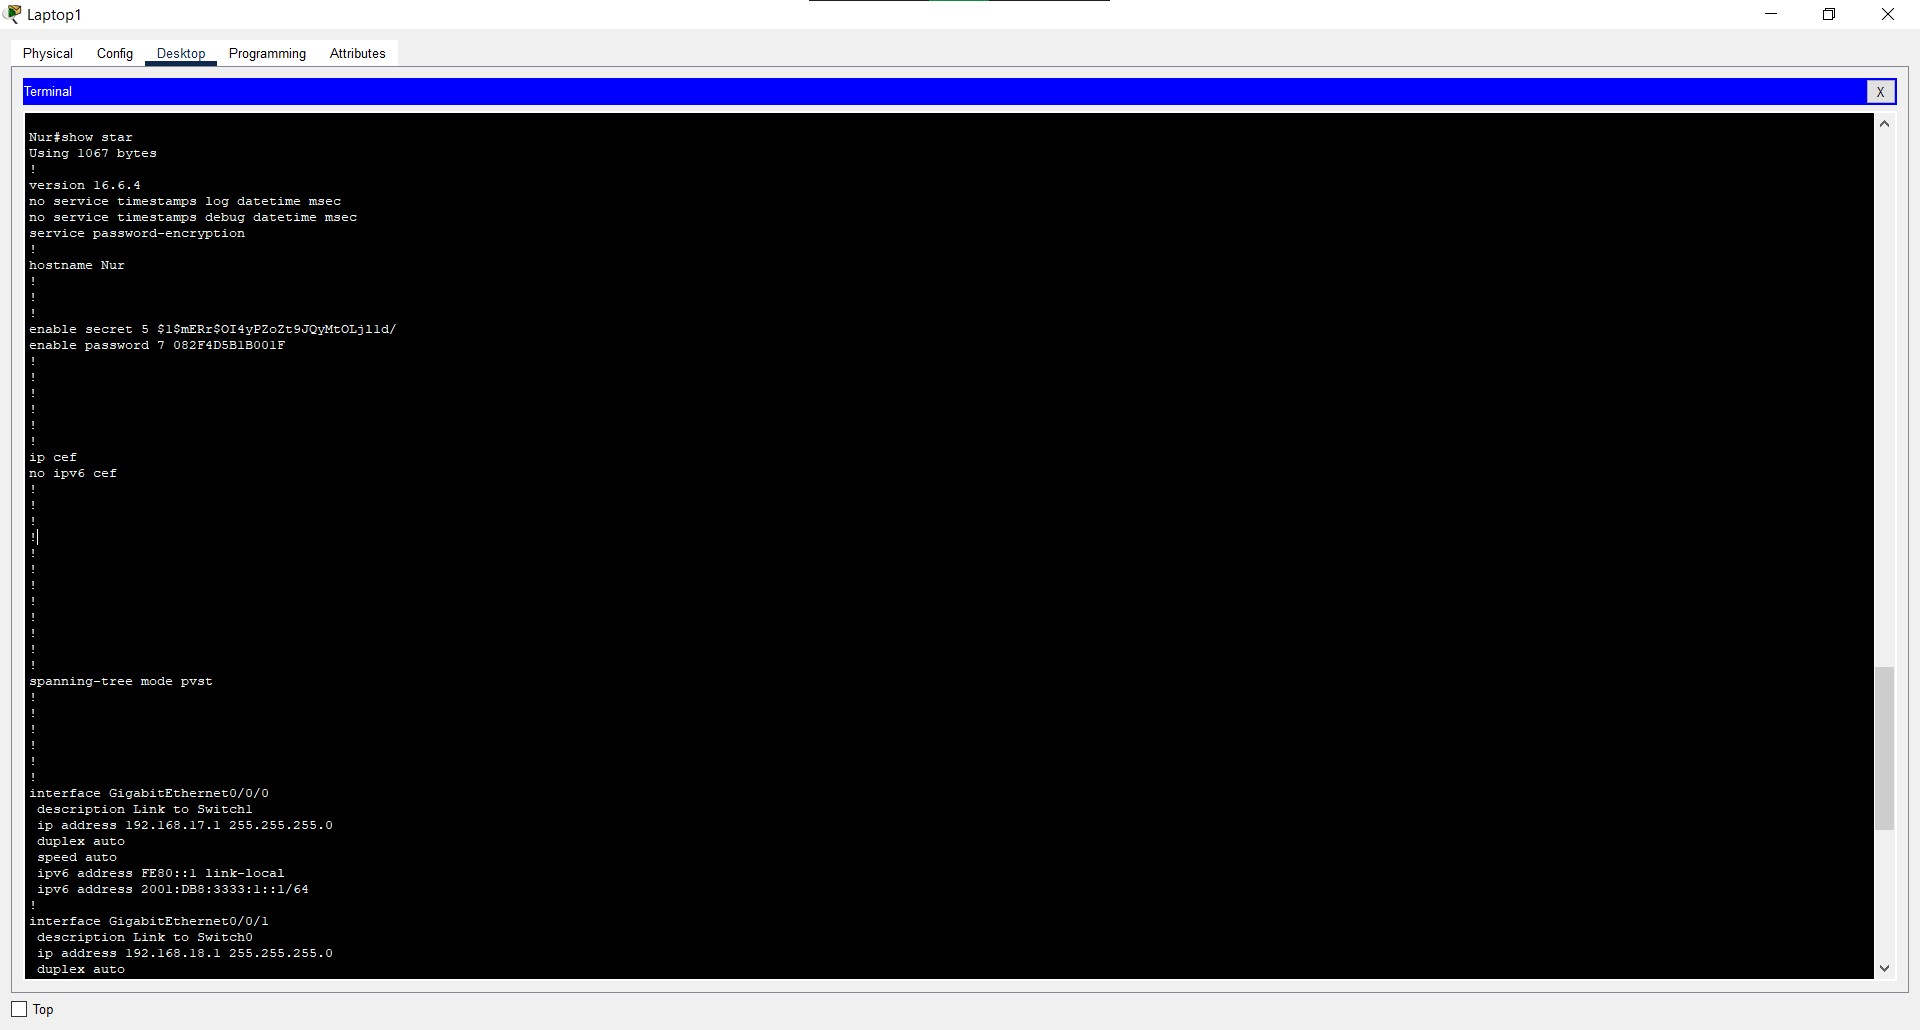 Laptop1
Physical Config Desktop Programming Attributes
Terminal X
Nur#show star
Using 1067 bytes
!
version 16.6.4
no service timestamps log datetime msec
no service timestamps debug datetime msec
service password-encryption
!
hostname Nur
!
!
!
enable secret 5 $1$mERr$OI4yPZoZt9JQyMtOLjl1d/
enable password 7 082F4D5B1B001F
!
!
!
!
!
!
ip cef
no ipv6 cef
!
!
!
!
!
!
!
!
!
!
!
!
spanning-tree mode pvst
!
!
!
!
!
!
interface GigabitEthernet0/0/0
 description Link to Switch1
 ip address 192.168.17.1 255.255.255.0
 duplex auto
 speed auto
 ipv6 address FE80::1 link-local
 ipv6 address 2001:DB8:3333:1::1/64
!
interface GigabitEthernet0/0/1
 description Link to Switch0
 ip address 192.168.18.1 255.255.255.0
 duplex auto
Top